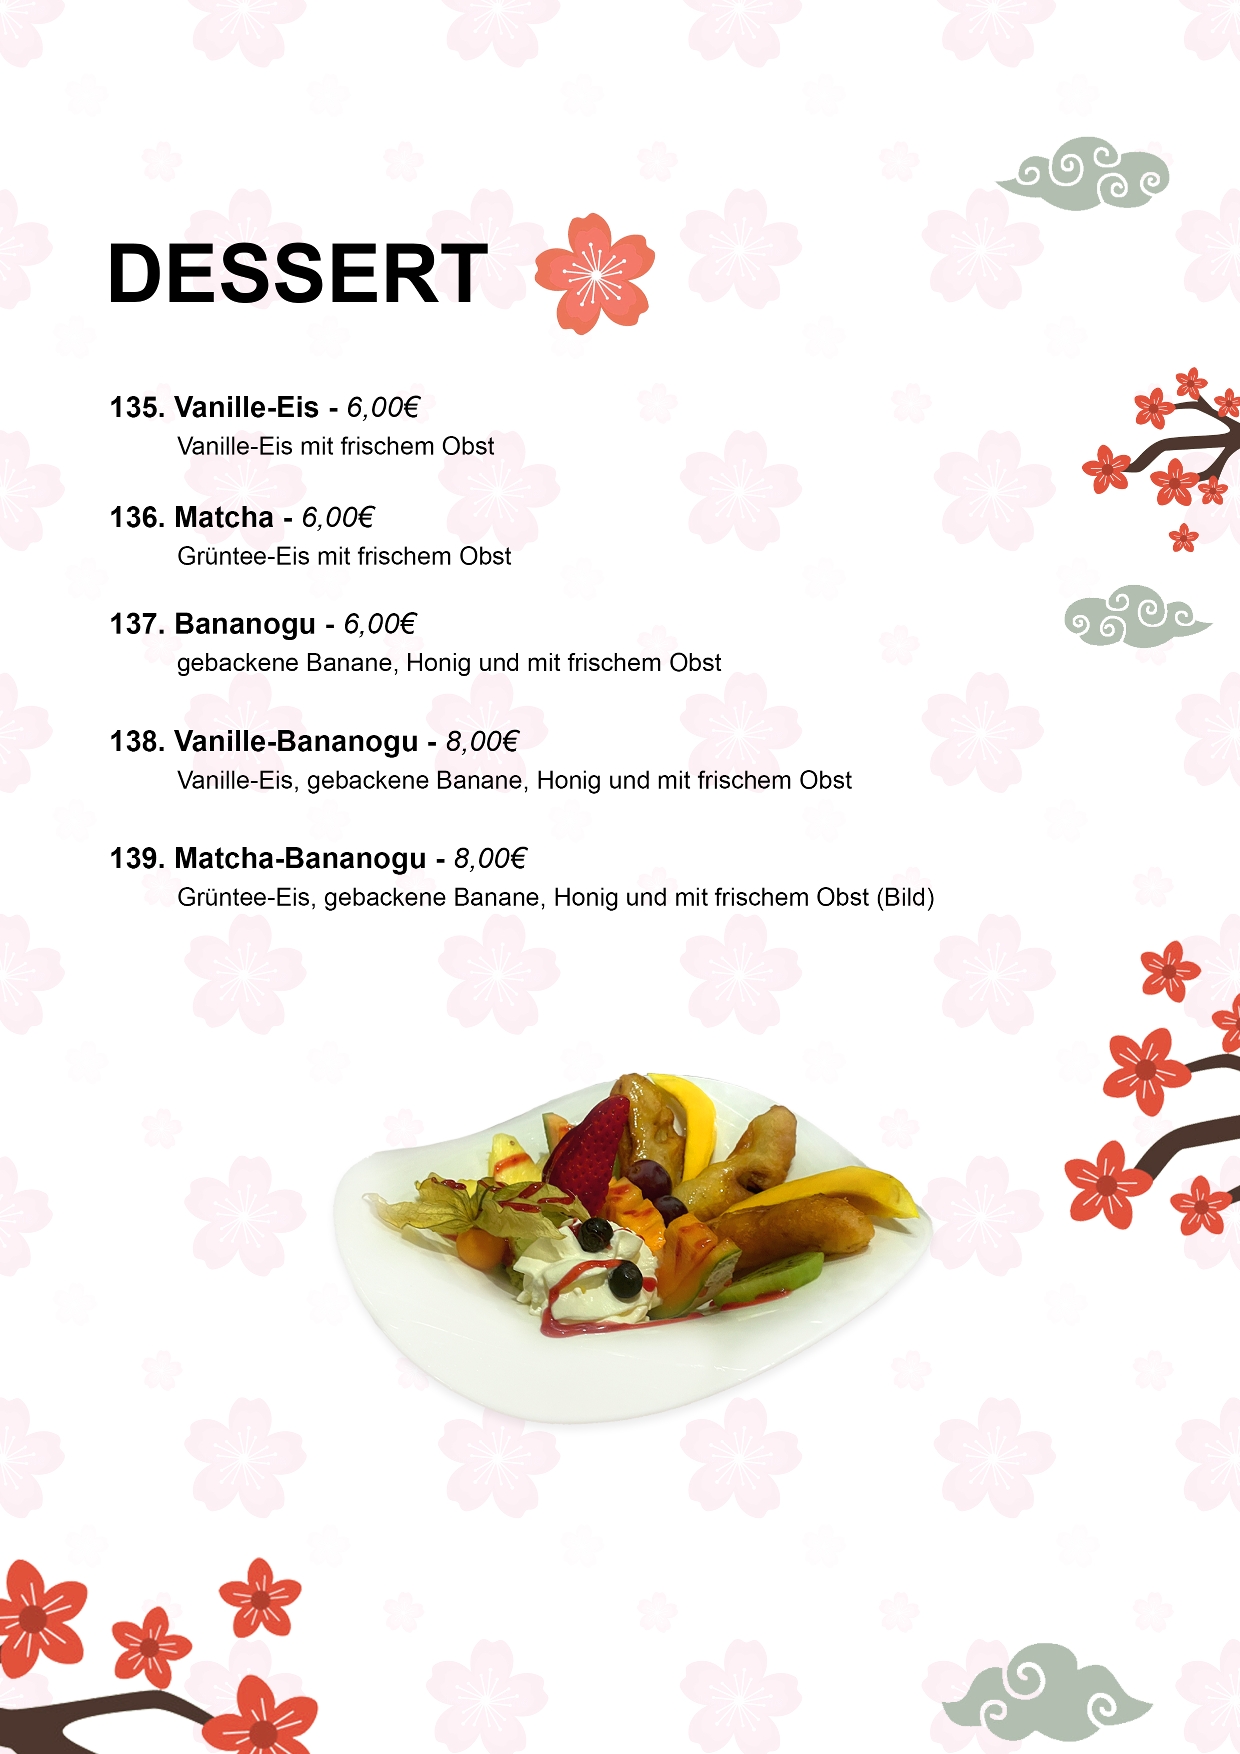 DESSERT
135. Vanille-Eis - 6,00€
Vanille-Eis mit frischem Obst
136. Matcha - 6,00€
Grüntee-Eis mit frischem Obst
137. Bananogu - 6,00€
gebackene Banane, Honig und mit frischem Obst
138. Vanille-Bananogu - 8,00€
Vanille-Eis, gebackene Banane, Honig und mit frischem Obst
139. Matcha-Bananogu - 8,00€
Grüntee-Eis, gebackene Banane, Honig und mit frischem Obst (Bild)